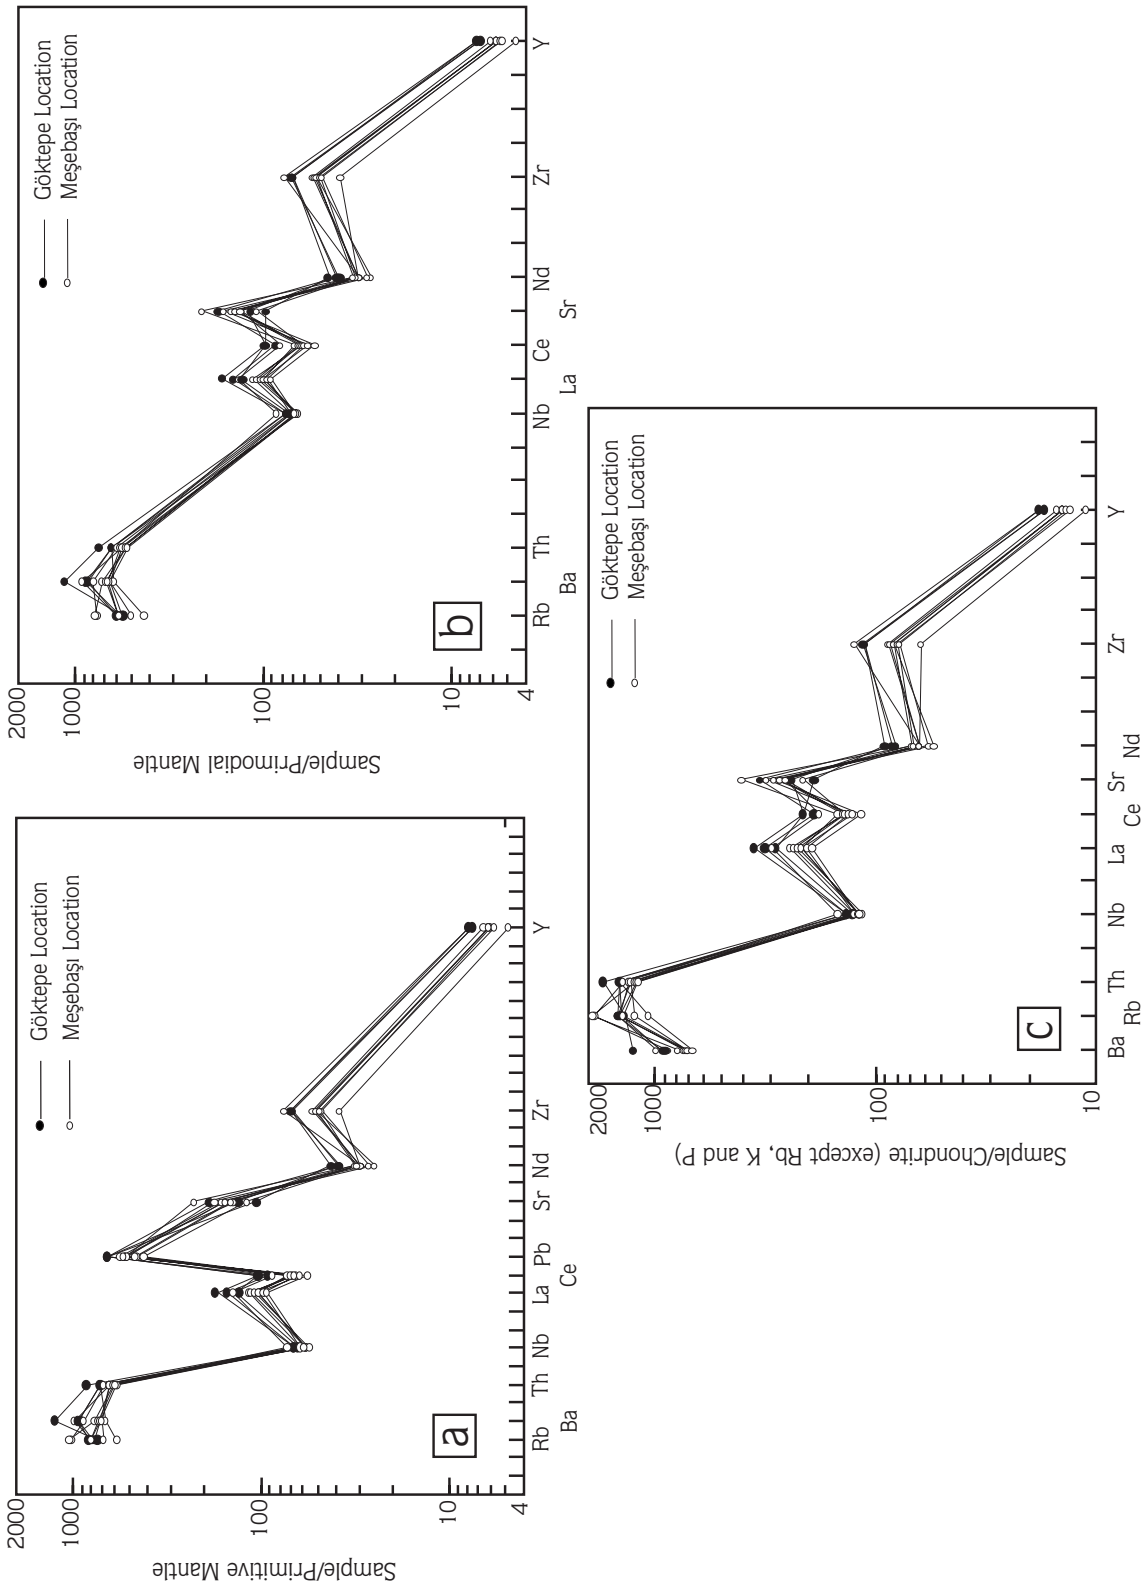 a
Göktepe Location
Meşebaşı Location
Sample/Primitive Mantle
2000
1000
100
10
4
Rb Ba Th Nb La Ce Pb Sr Nd Zr Y
b
Göktepe Location
Meşebaşı Location
Sample/Primodial Mantle
2000
1000
100
10
4
Rb Ba Th Nb La Ce Sr Nd Zr Y
c
Göktepe Location
Meşebaşı Location
Sample/Chondrite (except Rb, K and P)
2000
1000
100
10
Ba Rb Th Nb La Ce Sr Nd Zr Y